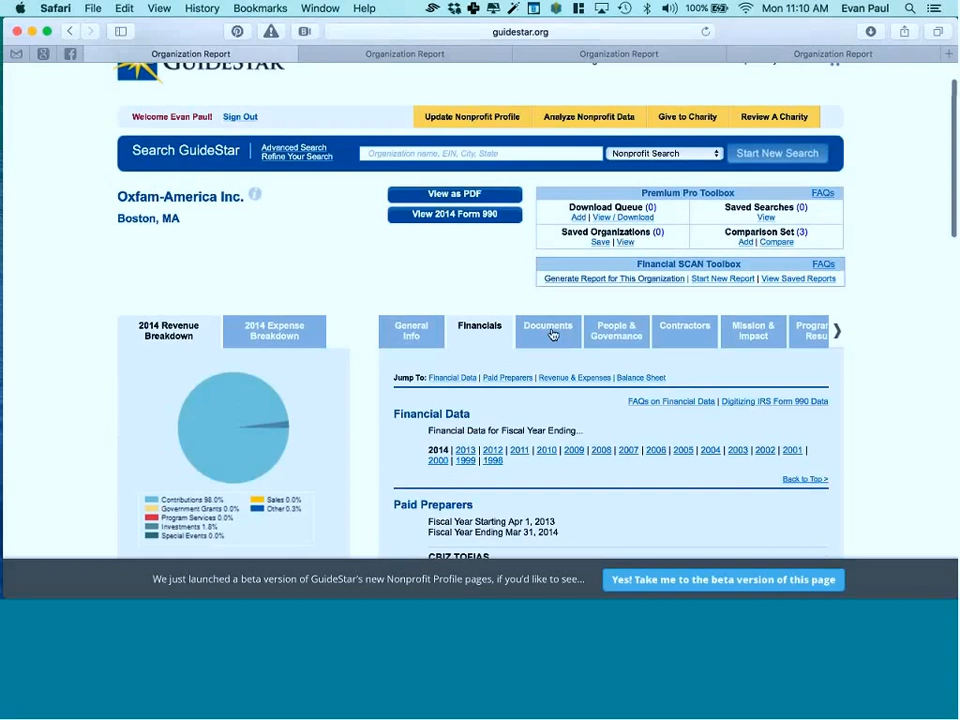 Safari File Edit View History Bookmarks Window Help 100% Mon 11:10 AM Evan Paul
guidestar.org
Organization Report Organization Report Organization Report Organization Report
GUIDESTAR
Welcome Evan Paul! Sign Out Update Nonprofit Profile Analyze Nonprofit Data Give to Charity Review A Charity
Search GuideStar Advanced Search Refine Your Search Organization name, EIN, City, State Nonprofit Search Start New Search
Oxfam-America Inc.
Boston, MA
View as PDF
View 2014 Form 990
Premium Pro Toolbox FAQs
Download Queue (0) Saved Searches (0)
Add | View / Download View
Saved Organizations (0) Comparison Set (3)
Save | View Add | Compare
Financial SCAN Toolbox FAQs
Generate Report for This Organization | Start New Report | View Saved Reports
2014 Revenue Breakdown
2014 Expense Breakdown
General Info
Financials
Documents
People & Governance
Contractors
Mission & Impact
Jump To: Financial Data | Paid Preparers | Revenue & Expenses | Balance Sheet
FAQs on Financial Data | Digitizing IRS Form 990 Data
Financial Data
Financial Data for Fiscal Year Ending...
2014 | 2013 | 2012 | 2011 | 2010 | 2009 | 2008 | 2007 | 2006 | 2005 | 2004 | 2003 | 2002 | 2001 |
2000 | 1999 | 1998
Back to Top >
Paid Preparers
Fiscal Year Starting Apr 1, 2013
Fiscal Year Ending Mar 31, 2014
CBIZ TOFIAS
Contributions 98.0% Sales 0.0%
Government Grants 0.0% Other 0.3%
Program Services 0.0%
Investments 1.8%
Special Events 0.0%
We just launched a beta version of GuideStar's new Nonprofit Profile pages, if you'd like to see... Yes! Take me to the beta version of this page